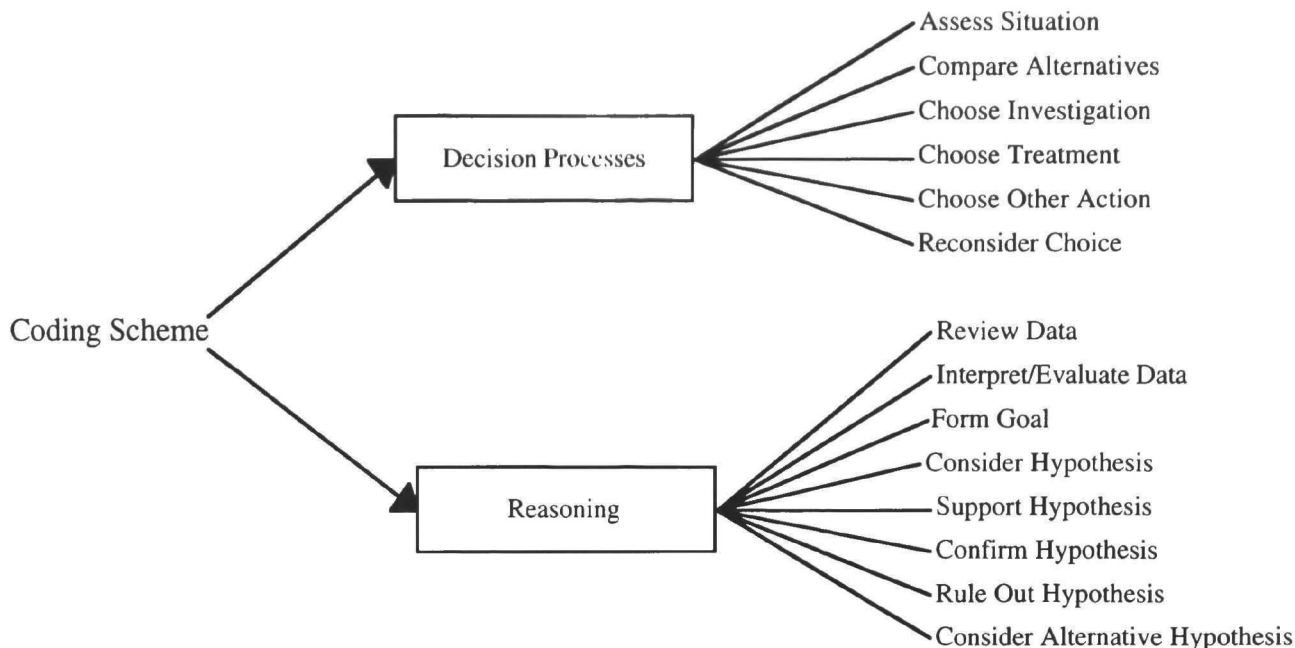 Assess Situation
Compare Alternatives
Choose Investigation
Decision Processes
Choose Treatment
Choose Other Action
Reconsider Choice
Coding Scheme
Review Data
Interpret/Evaluate Data
Form Goal
Consider Hypothesis
Reasoning
Support Hypothesis
Confirm Hypothesis
Rule Out Hypothesis
Consider Alternative Hypothesis